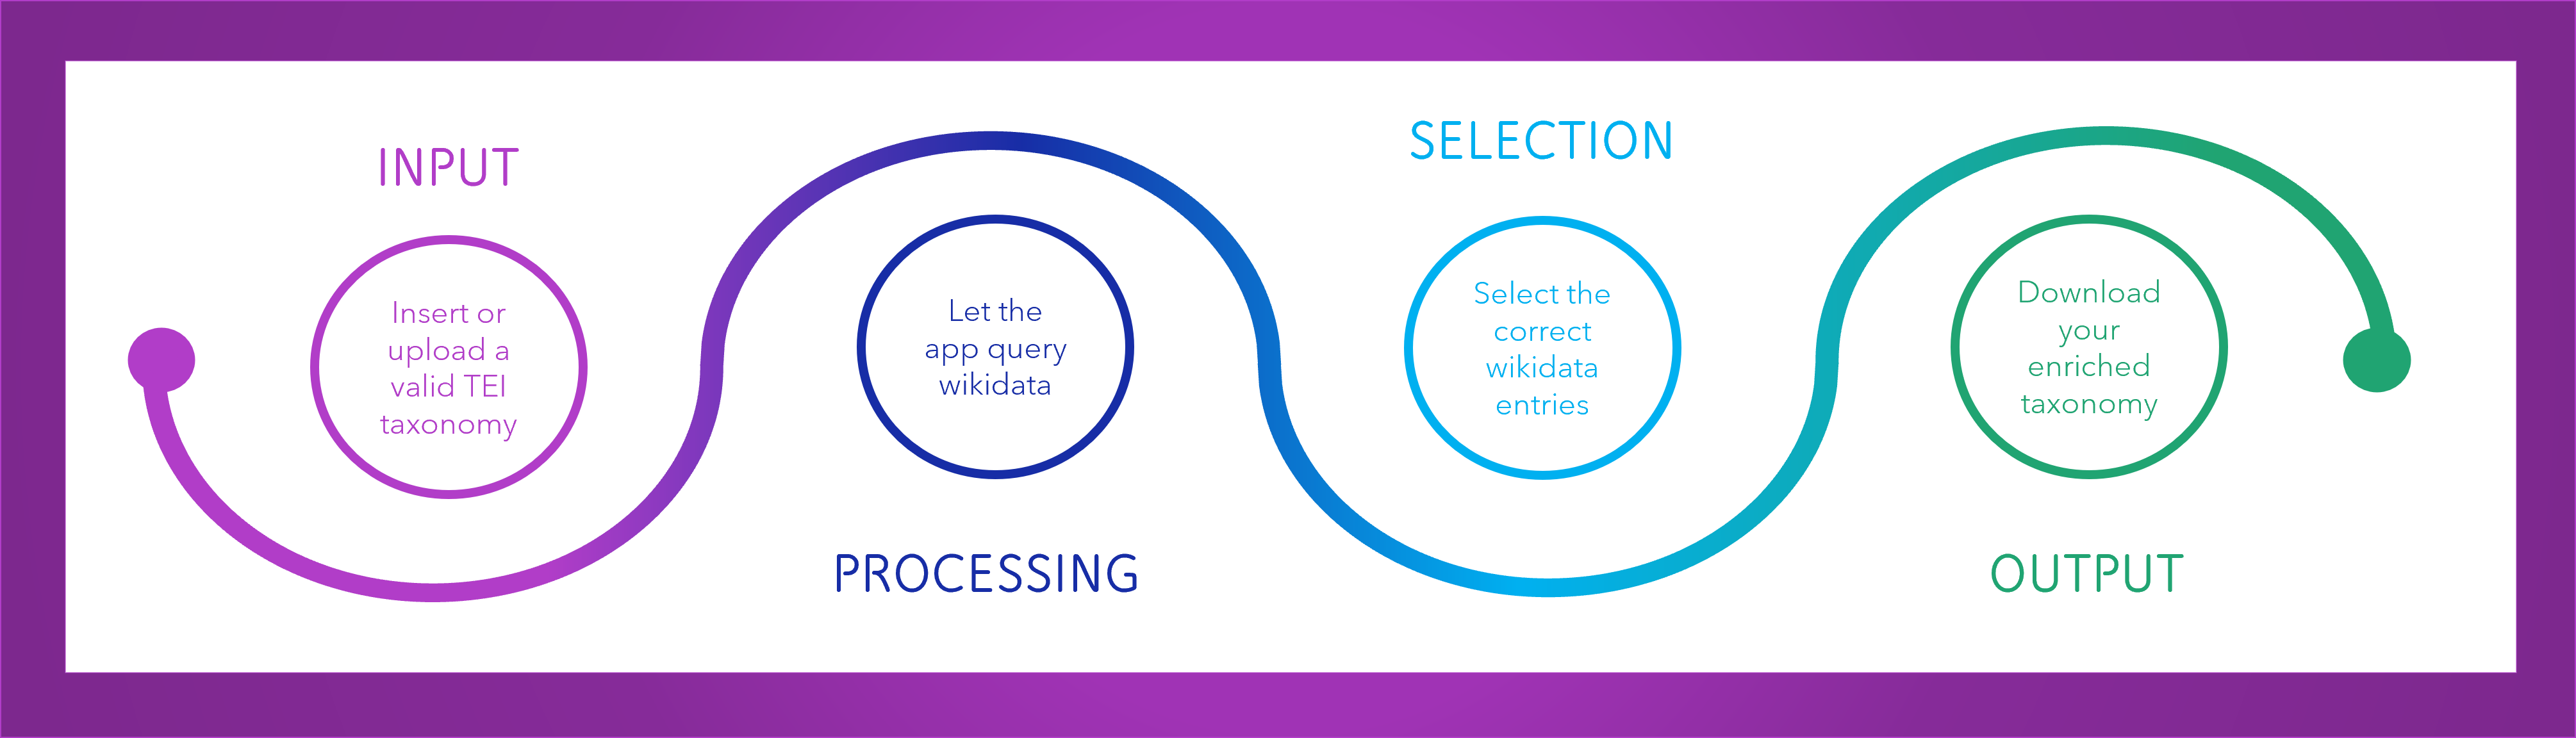 INPUT
Insert or
upload a
valid TEI
taxonomy
PROCESSING
Let the
app query
wikidata
SELECTION
Select the
correct
wikidata
entries
OUTPUT
Download
your
enriched
taxonomy